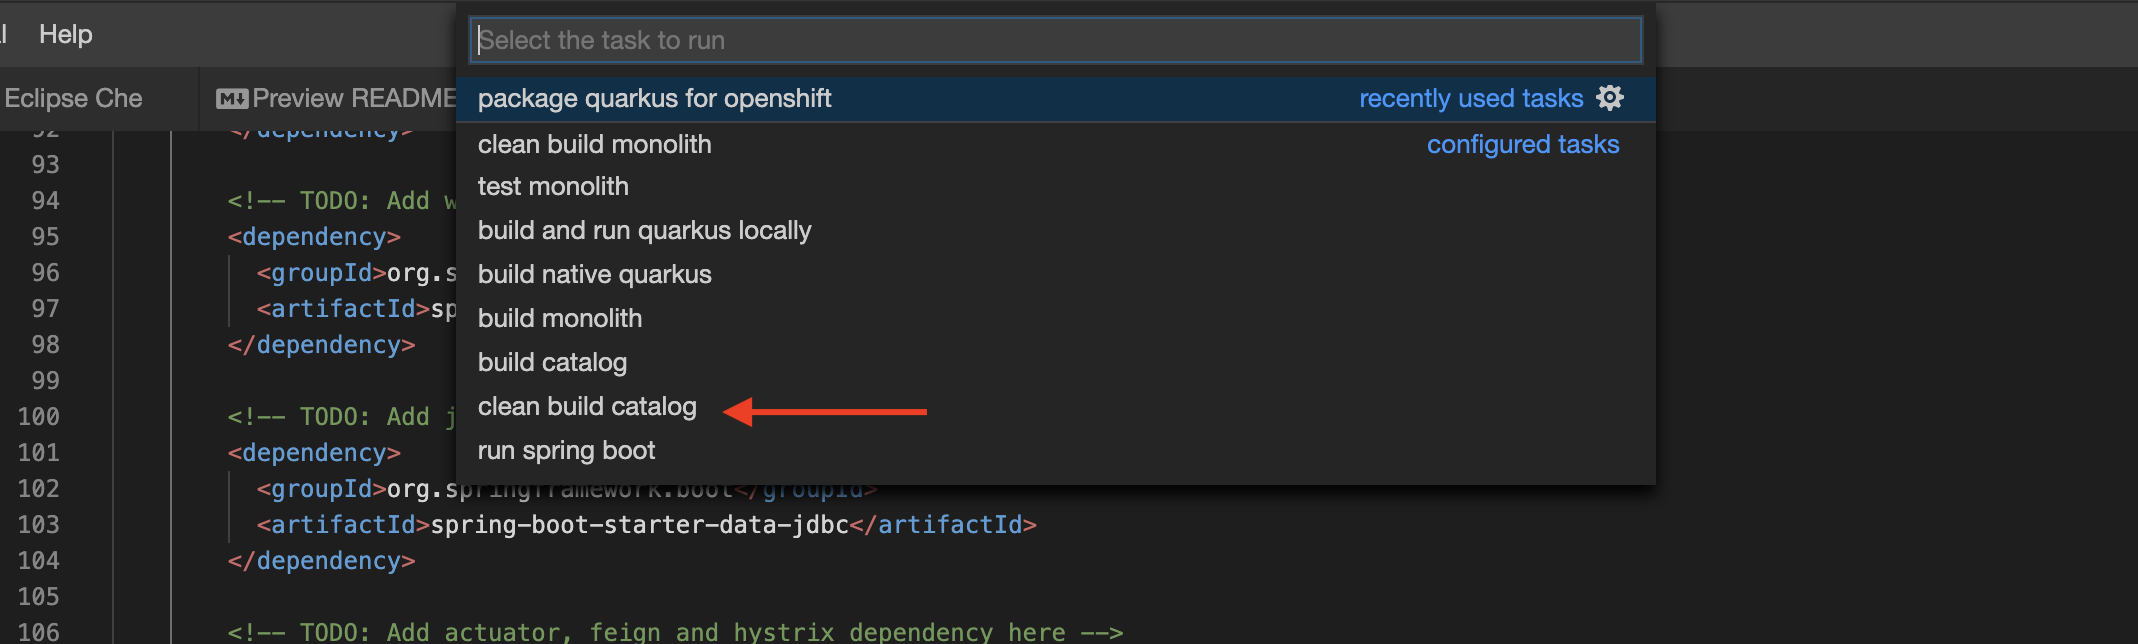 Help
Select the task to run
Eclipse Che
Preview README
package quarkus for openshift recently used tasks
clean build monolith configured tasks
test monolith
build and run quarkus locally
build native quarkus
build monolith
build catalog
clean build catalog
run spring boot
92 </dependency>
93
94 <!-- TODO: Add
95 <dependency>
96 <groupId>org.s
97 <artifactId>sp
98 </dependency>
99
100 <!-- TODO: Add j
101 <dependency>
102 <groupId>org.springframework.boot</groupId>
103 <artifactId>spring-boot-starter-data-jdbc</artifactId>
104 </dependency>
105
106 <!-- TODO: Add actuator, feign and hystrix dependency here -->